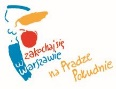 zakochaj się
w Warszawie
na Pradze
Południe